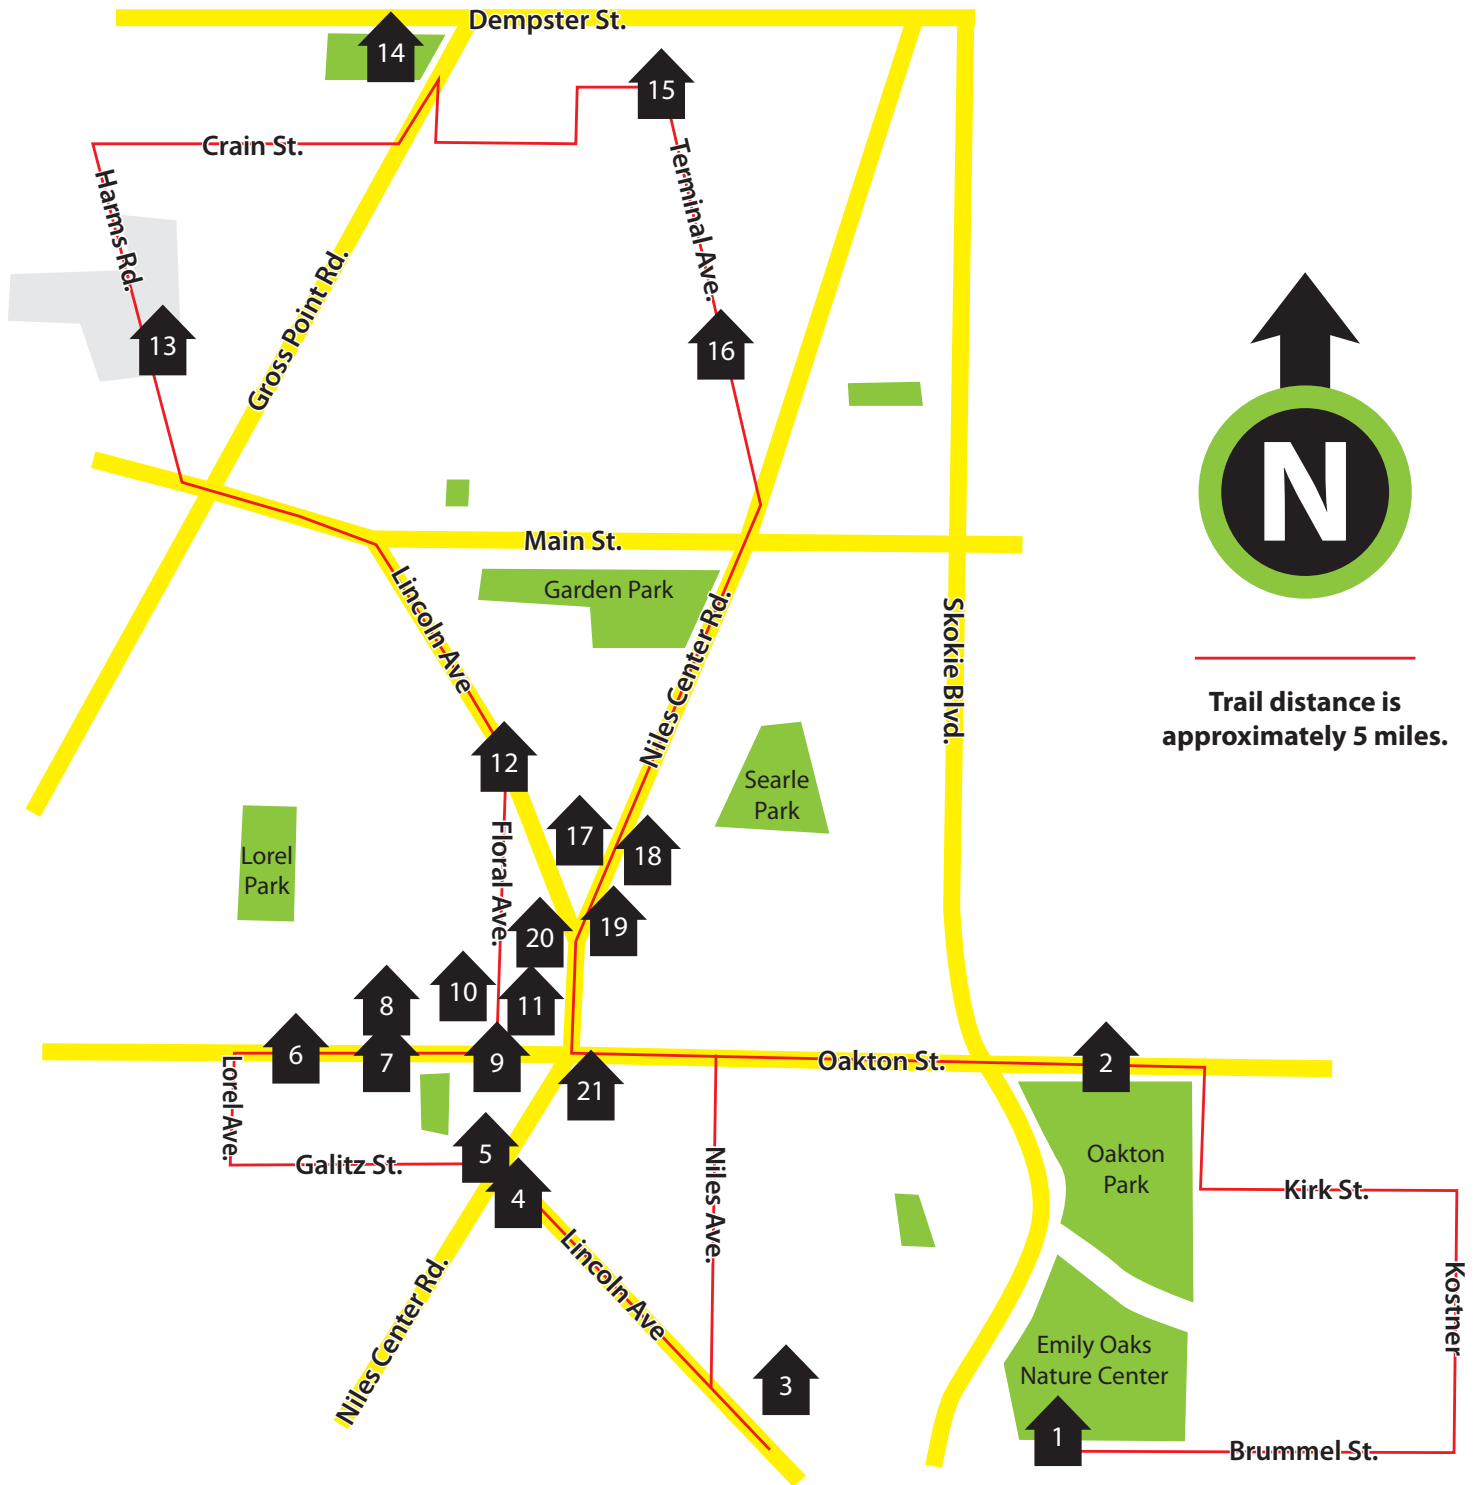 Dempster St.
14
15
Crain St.
Terminal Ave.
Harms Rd.
Gross Point Rd.
13
16
N
Main St.
Lincoln Ave
Garden Park
Niles Center Rd.
Skokie Blvd.
Trail distance is
approximately 5 miles.
12
Searle
Park
17
18
Floral Ave.
Lorel
Park
19
20
10
8
11
6
7
9
Oakton St.
2
21
Lorel Ave.
5
Galitz St.
4
Niles Ave.
Oakton
Park
Kirk St.
Lincoln Ave
Niles Center Rd.
Kostner
Emily Oaks
Nature Center
3
1
Brummel St.